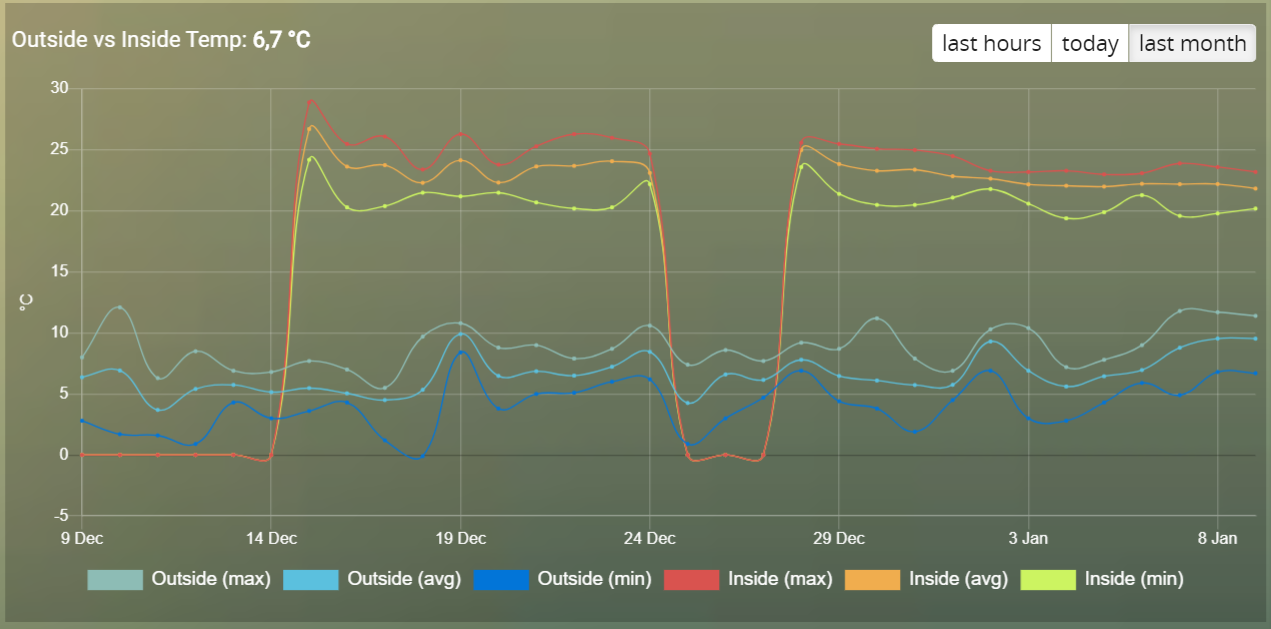 Outside vs Inside Temp: 6,7 °C
last hours today last month
30
25
20
15
10
5
0
-5
°C
9 Dec 14 Dec 19 Dec 24 Dec 29 Dec 3 Jan 8 Jan
Outside (max) Outside (avg) Outside (min) Inside (max) Inside (avg) Inside (min)